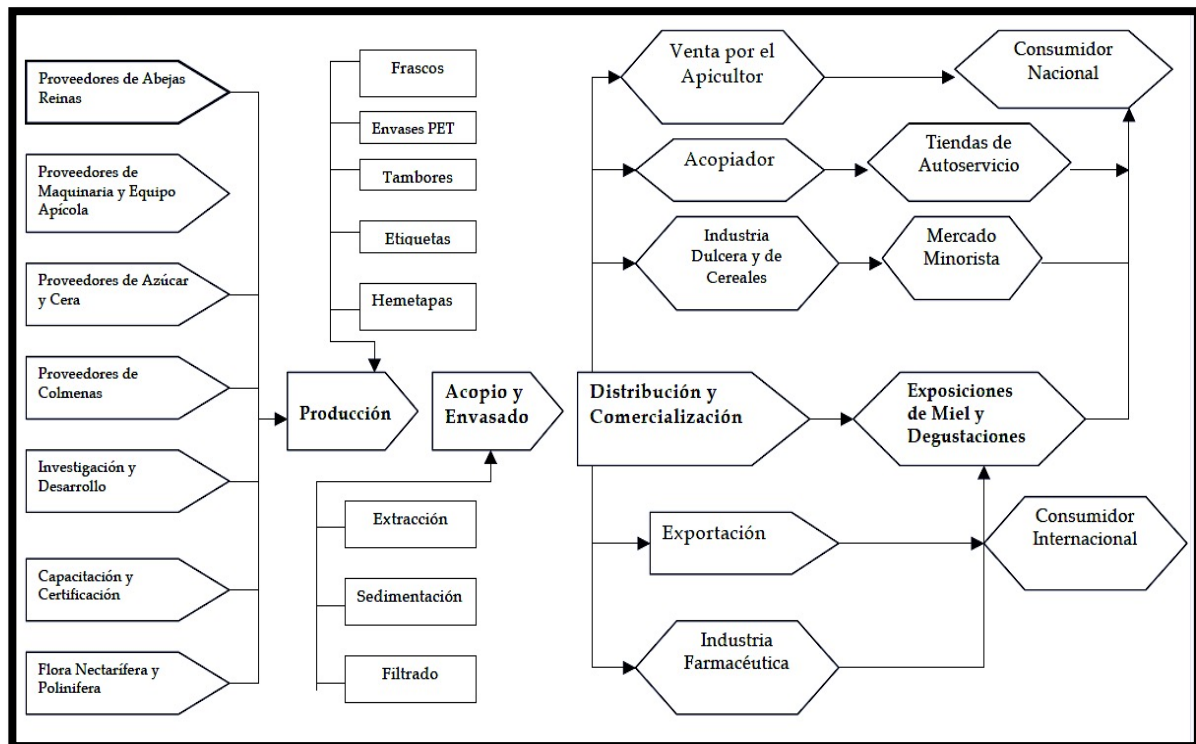 Proveedores de Abejas
Reinas
Proveedores de
Maquinaria y Equipo
Apícola
Proveedores de Azúcar
y Cera
Proveedores de
Colmenas
Investigación y
Desarrollo
Capacitación y
Certificación
Flora Nectarífera y
Polinifera
Frascos
Envases PET
Tambores
Etiquetas
Hemetapas
Producción
Acopio y
Envasado
Extracción
Sedimentación
Filtrado
Distribución y
Comercialización
Venta por el
Apicultor
Consumidor
Nacional
Acopiador
Tiendas de
Autoservicio
Industria
Dulcera y de
Cereales
Mercado
Minorista
Exposiciones
de Miel y
Degustaciones
Exportación
Consumidor
Internacional
Industria
Farmacéutica